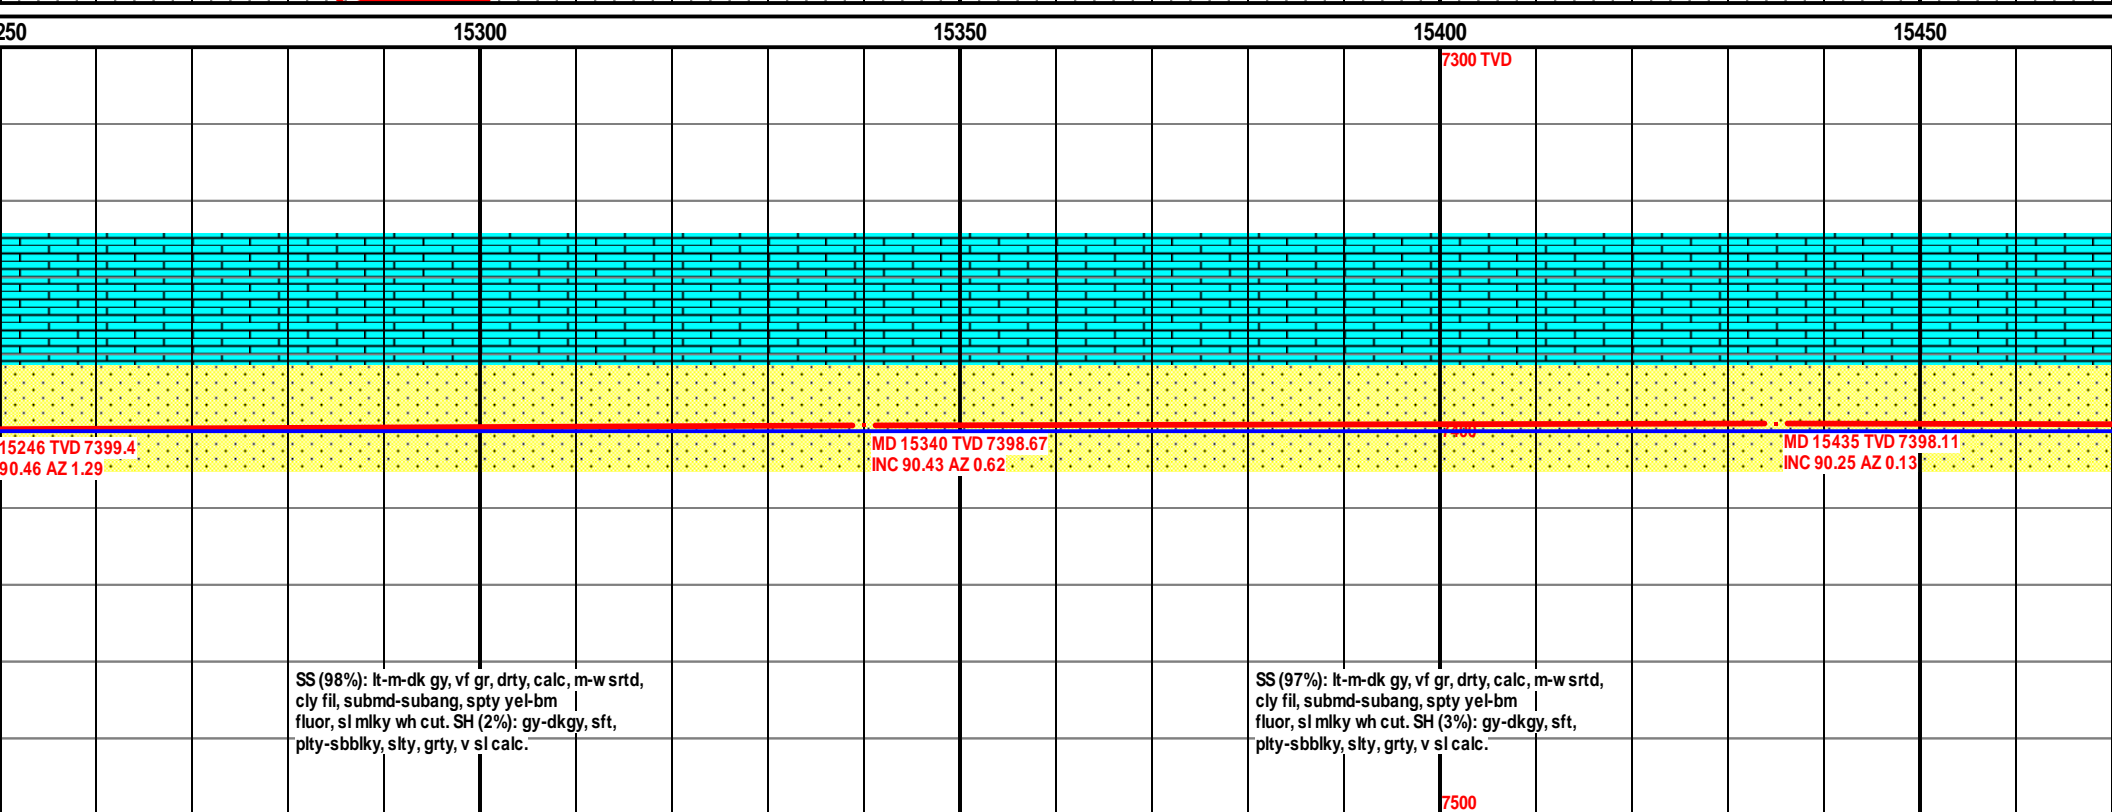 250 15300 15350 15400 15450
7300 TVD
15246 TVD 7399.4
90.46 AZ 1.29
MD 15340 TVD 7398.67
INC 90.43 AZ 0.62
7400
MD 15435 TVD 7398.11
INC 90.25 AZ 0.13
SS (98%): lt-m-dk gy, vf gr, drty, calc, m-w srtd,
cly fil, submd-subang, spty yel-brn
fluor, sl mlky wh cut. SH (2%): gy-dkgy, sft,
plty-sbblky, slty, grty, v sl calc.
SS (97%): lt-m-dk gy, vf gr, drty, calc, m-w srtd,
cly fil, submd-subang, spty yel-brn
fluor, sl mlky wh cut. SH (3%): gy-dkgy, sft,
plty-sbblky, slty, grty, v sl calc.
7500